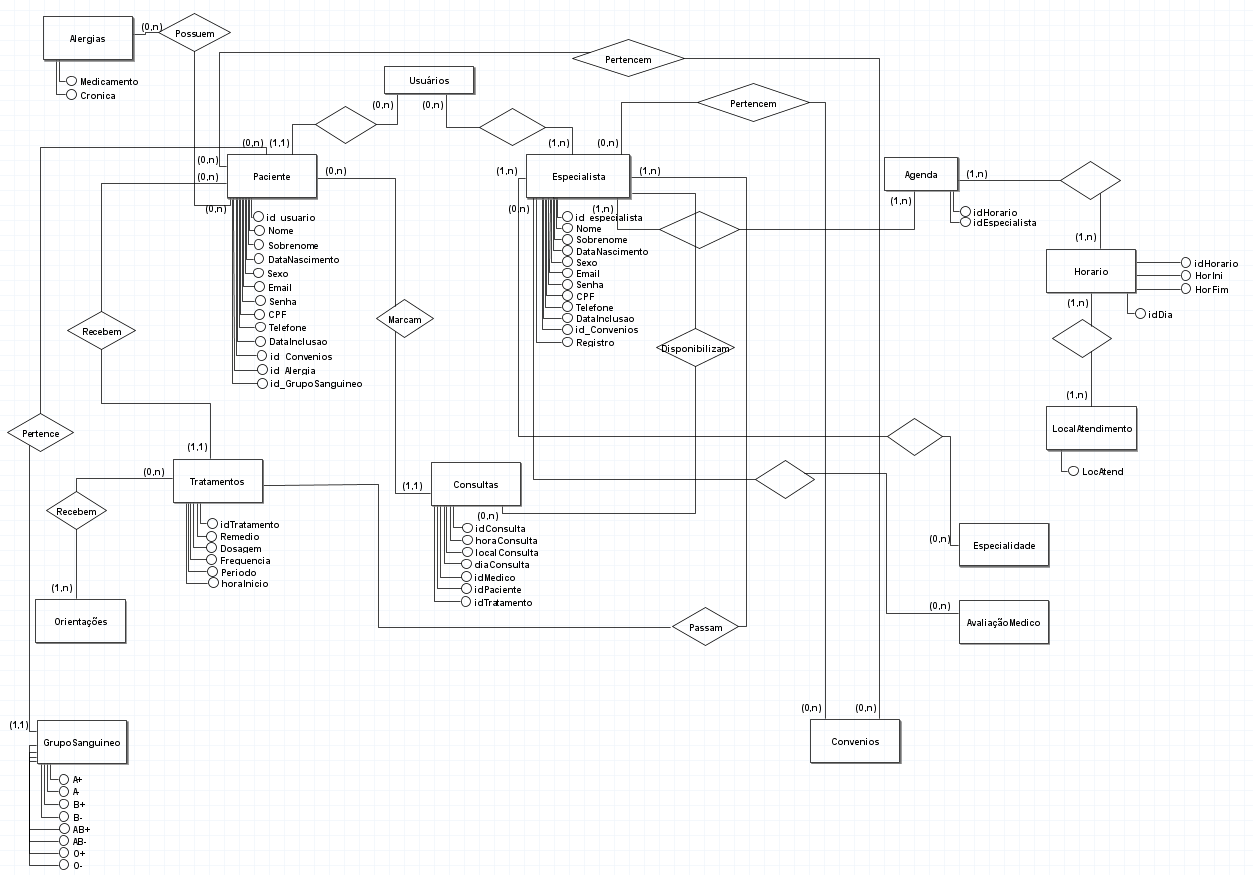 Alergias
(0,n)
Possuem
Medicamento
Cronica
Pertencem
Usuários
(0,n)
(0,n)
Pertencem
(0,n)
(1,1)
(0,n)
(0,n)
(0,n)
Paciente
(0,n)
(1,n)
(0,n)
(1,n)
Especialista
(1,n)
(0,n)
(1,n)
Agenda
(1,n)
(1,n)
idHorario
idEspecialista
id_usuario
Nome
Sobrenome
DataNascimento
Sexo
Email
Senha
CPF
Telefone
DataInclusao
id_Convenios
id_Alergia
id_GrupoSanguineo
id_especialista
Nome
Sobrenome
DataNascimento
Sexo
Email
Senha
CPF
Telefone
DataInclusao
id_Convenios
Registro
(1,n)
Horario
idHorario
HorIni
HorFim
idDia
(1,n)
(1,n)
LocalAtendimento
LocAtend
Recebem
Marcam
Disponibilizam
Pertence
(1,1)
(0,n)
Tratamentos
Recebem
idTratamento
Remedio
Dosagem
Frequencia
Periodo
horaInicio
(1,n)
Orientações
(1,1)
Consultas
(0,n)
idConsulta
horaConsulta
localConsulta
diaConsulta
idMedico
idPaciente
idTratamento
Passam
(0,n)
Especialidade
(0,n)
AvaliaçãoMedico
(0,n)
(0,n)
Convenios
(1,1)
GrupoSanguineo
A+
A-
B+
B-
AB+
AB-
O+
O-